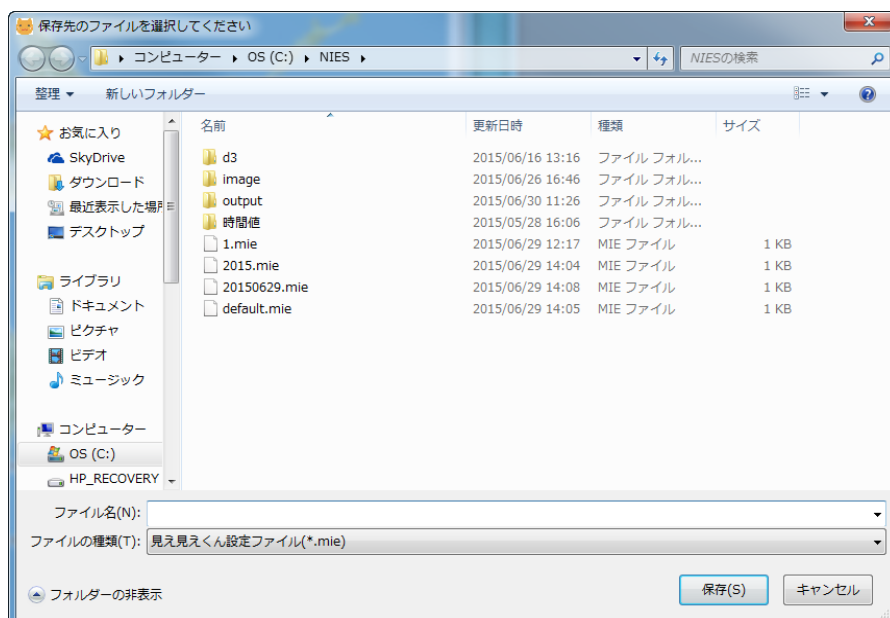 保存先のファイルを選択してください
コンピューター ▸ OS (C:) ▸ NIES ▸
NIESの検索
整理
新しいフォルダー
お気に入り
SkyDrive
ダウンロード
最近表示した場所
デスクトップ
ライブラリ
ドキュメント
ピクチャ
ビデオ
ミュージック
コンピューター
OS (C:)
HP_RECOVERY
名前 更新日時 種類 サイズ
d3 2015/06/16 13:16 ファイル フォル...
image 2015/06/26 16:46 ファイル フォル...
output 2015/06/30 11:26 ファイル フォル...
時間値 2015/05/28 16:06 ファイル フォル...
1.mie 2015/06/29 12:17 MIE ファイル 1 KB
2015.mie 2015/06/29 14:04 MIE ファイル 1 KB
20150629.mie 2015/06/29 14:08 MIE ファイル 1 KB
default.mie 2015/06/29 14:05 MIE ファイル 1 KB
ファイル名(N):
ファイルの種類(T): 見え見えくん設定ファイル(*.mie)
フォルダーの非表示
保存(S)
キャンセル